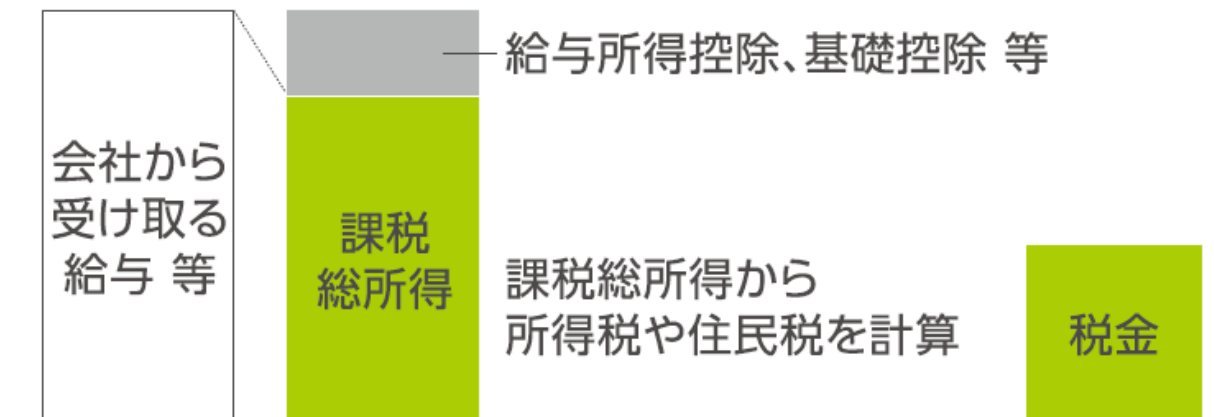 給与所得控除、基礎控除 等
会社から
受け取る
給与 等
課税
総所得
課税総所得から
所得税や住民税を計算
税金